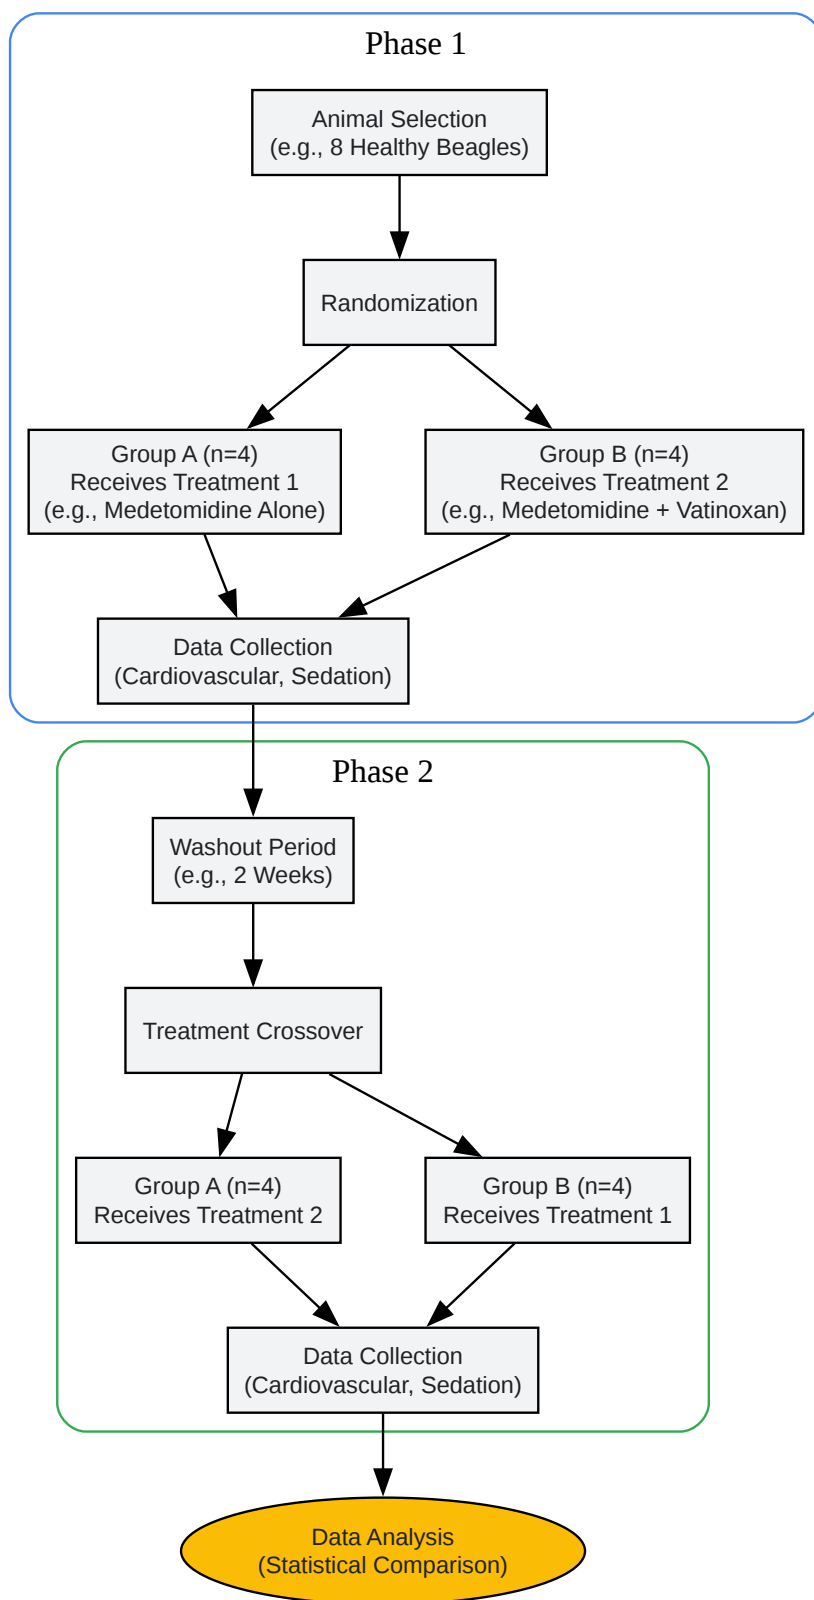 Phase 1
Animal Selection
(e.g., 8 Healthy Beagles)
Randomization
Group A (n=4)
Receives Treatment 1
(e.g., Medetomidine Alone)
Group B (n=4)
Receives Treatment 2
(e.g., Medetomidine + Vatinoxan)
Data Collection
(Cardiovascular, Sedation)
Phase 2
Washout Period
(e.g., 2 Weeks)
Treatment Crossover
Group A (n=4)
Receives Treatment 2
Group B (n=4)
Receives Treatment 1
Data Collection
(Cardiovascular, Sedation)
Data Analysis
(Statistical Comparison)